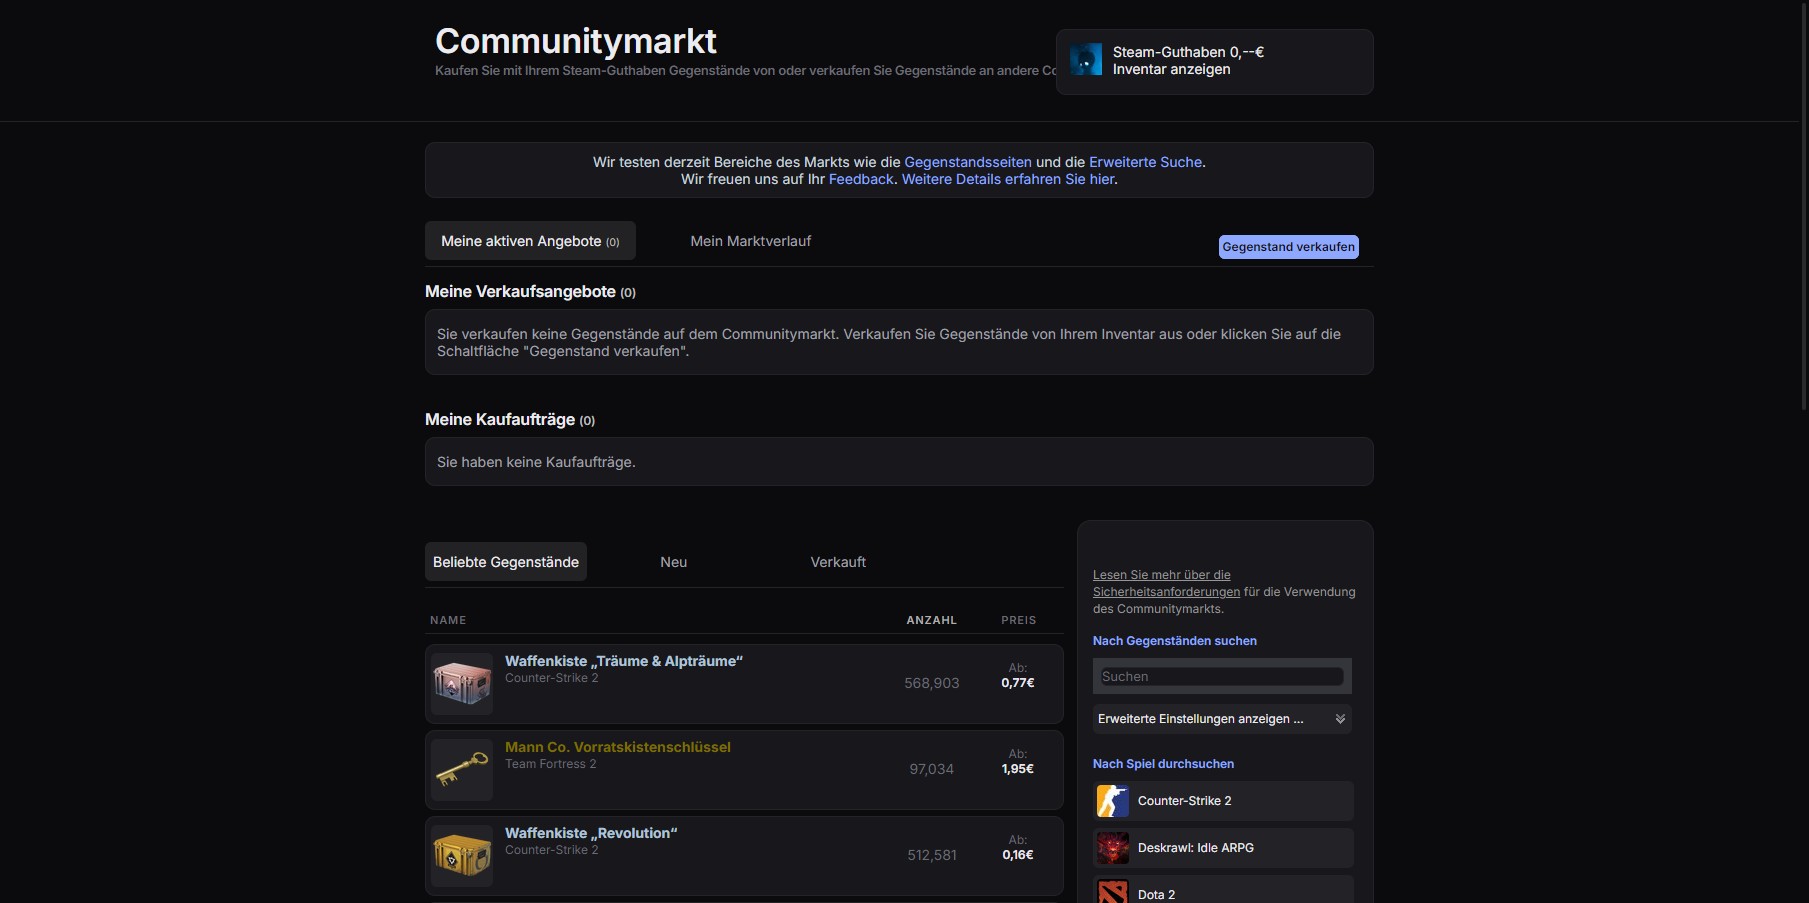 Communitymarkt
Kaufen Sie mit Ihrem Steam-Guthaben Gegenstände von oder verkaufen Sie Gegenstände an andere Co
Steam-Guthaben 0,--€
Inventar anzeigen
Wir testen derzeit Bereiche des Markts wie die Gegenstandsseiten und die Erweiterte Suche.
Wir freuen uns auf Ihr Feedback. Weitere Details erfahren Sie hier.
Meine aktiven Angebote (0)
Mein Marktverlauf
Gegenstand verkaufen
Meine Verkaufsangebote (0)
Sie verkaufen keine Gegenstände auf dem Communitymarkt. Verkaufen Sie Gegenstände von Ihrem Inventar aus oder klicken Sie auf die
Schaltfläche "Gegenstand verkaufen".
Meine Kaufaufträge (0)
Sie haben keine Kaufaufträge.
Beliebte Gegenstände
Neu
Verkauft
NAME
ANZAHL
PREIS
Waffenkiste „Träume & Alpträume“
Counter-Strike 2
568,903
Ab:
0,77€
Mann Co. Vorratskistenschlüssel
Team Fortress 2
97,034
Ab:
1,95€
Waffenkiste „Revolution“
Counter-Strike 2
512,581
Ab:
0,16€
Lesen Sie mehr über die
Sicherheitsanforderungen für die Verwendung
des Communitymarkts.
Nach Gegenständen suchen
Suchen
Erweiterte Einstellungen anzeigen ...
Nach Spiel durchsuchen
Counter-Strike 2
Deskrawl: Idle ARPG
Dota 2